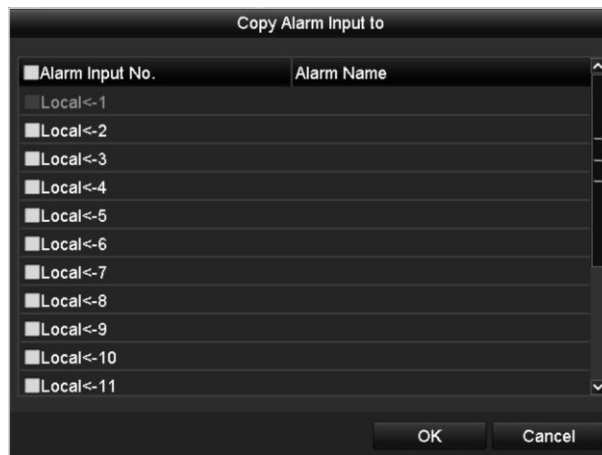 Copy Alarm Input to
Alarm Input No. Alarm Name
Local<-1
Local<-2
Local<-3
Local<-4
Local<-5
Local<-6
Local<-7
Local<-8
Local<-9
Local<-10
Local<-11
OK Cancel